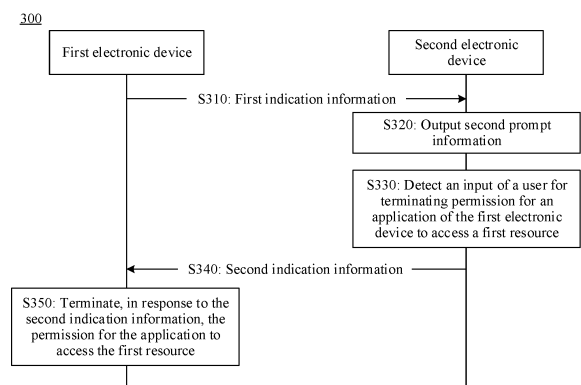 300
First electronic device
Second electronic
device
S310: First indication information
S320: Output second prompt
information
S330: Detect an input of a user for
terminating permission for an
application of the first electronic
device to access a first resource
S340: Second indication information
S350: Terminate, in response to the
second indication information, the
permission for the application to
access the first resource